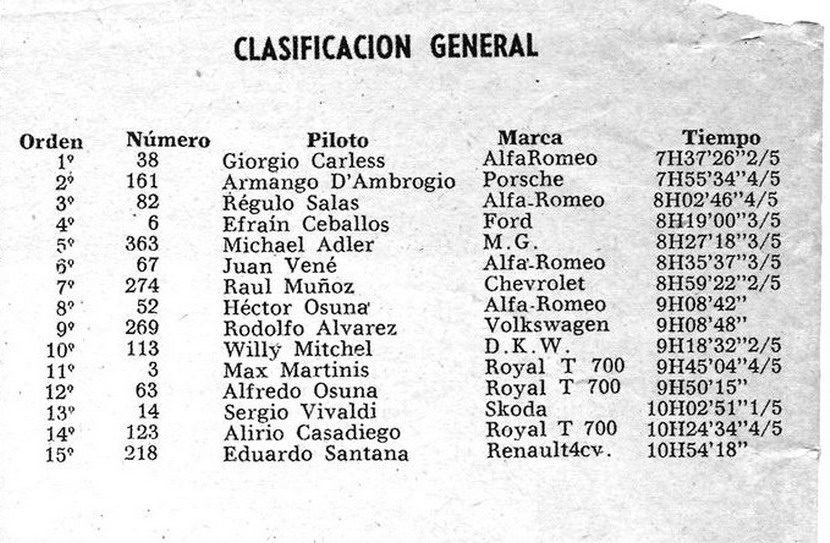 CLASIFICACION GENERAL
Orden Número Piloto Marca Tiempo
1º 38 Giorgio Carless AlfaRomeo 7H37'26"2/5
2º 161 Armango D'Ambrogio Porsche 7H55'34"4/5
3º 82 Régulo Salas Alfa-Romeo 8H02'46"4/5
4º 6 Efraín Ceballos Ford 8H19'00"3/5
5º 363 Michael Adler M.G. 8H27'18"3/5
6º 67 Juan Vené Alfa-Romeo 8H35'37"3/5
7º 274 Raul Muñoz Chevrolet 8H59'22"2/5
8º 52 Héctor Osuna Alfa-Romeo 9H08'42"
9º 269 Rodolfo Alvarez Volkswagen 9H08'48"
10º 113 Willy Mitchel D.K.W. 9H18'32"2/5
11º 3 Max Martinis Royal T 700 9H45'04"4/5
12º 63 Alfredo Osuna Royal T 700 9H50'15"
13º 14 Sergio Vivaldi Skoda 10H02'51"1/5
14º 123 Alirio Casadiego Royal T 700 10H24'34"4/5
15º 218 Eduardo Santana Renault4cv. 10H54'18"